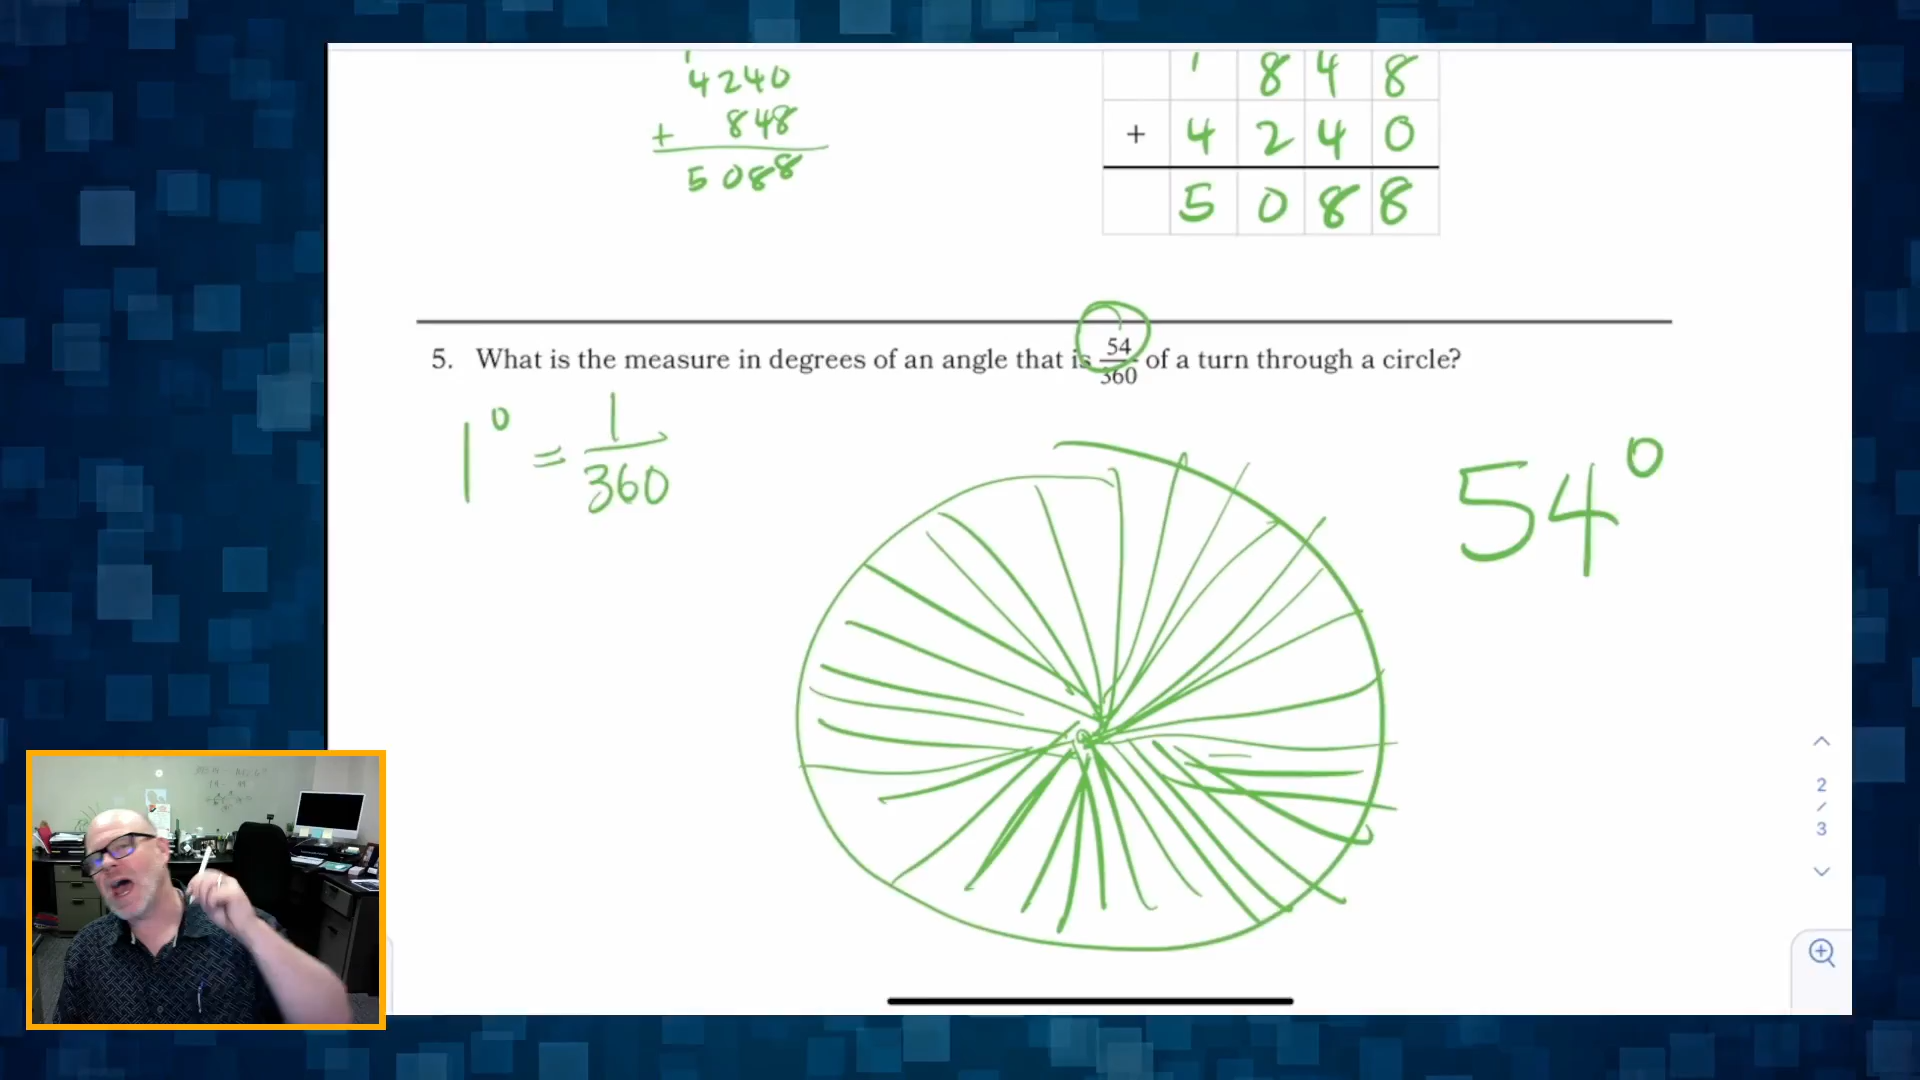 4240
+ 848
5088
1 8 4 8
+ 4 2 4 0
5 0 8 8
5. What is the measure in degrees of an angle that is 54/360 of a turn through a circle?
1° = 1/360
54°
2
/
3